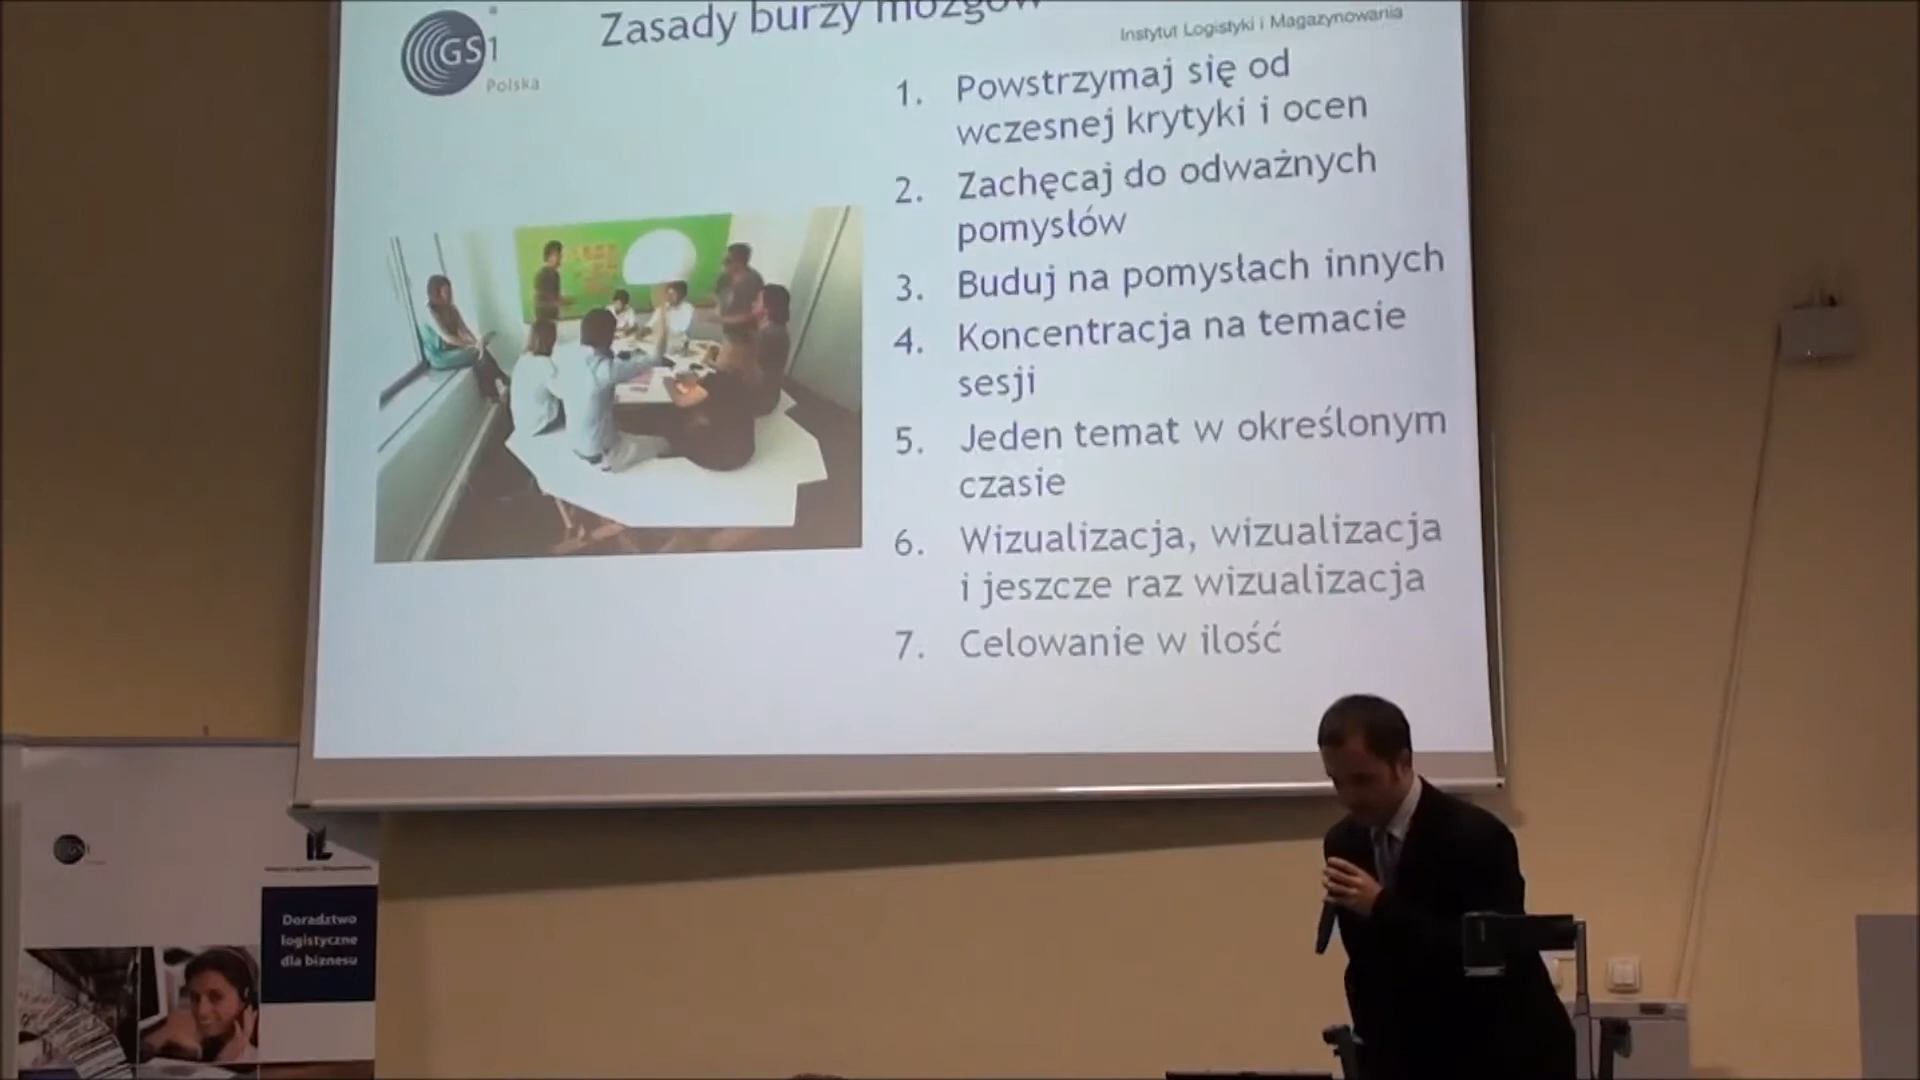 Zasady burzy mózgów
GS1
Polska
Instytut Logistyki i Magazynowania
1. Powstrzymaj się od
wczesnej krytyki i ocen
2. Zachęcaj do odważnych
pomysłów
3. Buduj na pomysłach innych
4. Koncentracja na temacie
sesji
5. Jeden temat w określonym
czasie
6. Wizualizacja, wizualizacja
i jeszcze raz wizualizacja
7. Celowanie w ilość
Doradztwo
logistyczne
dla biznesu